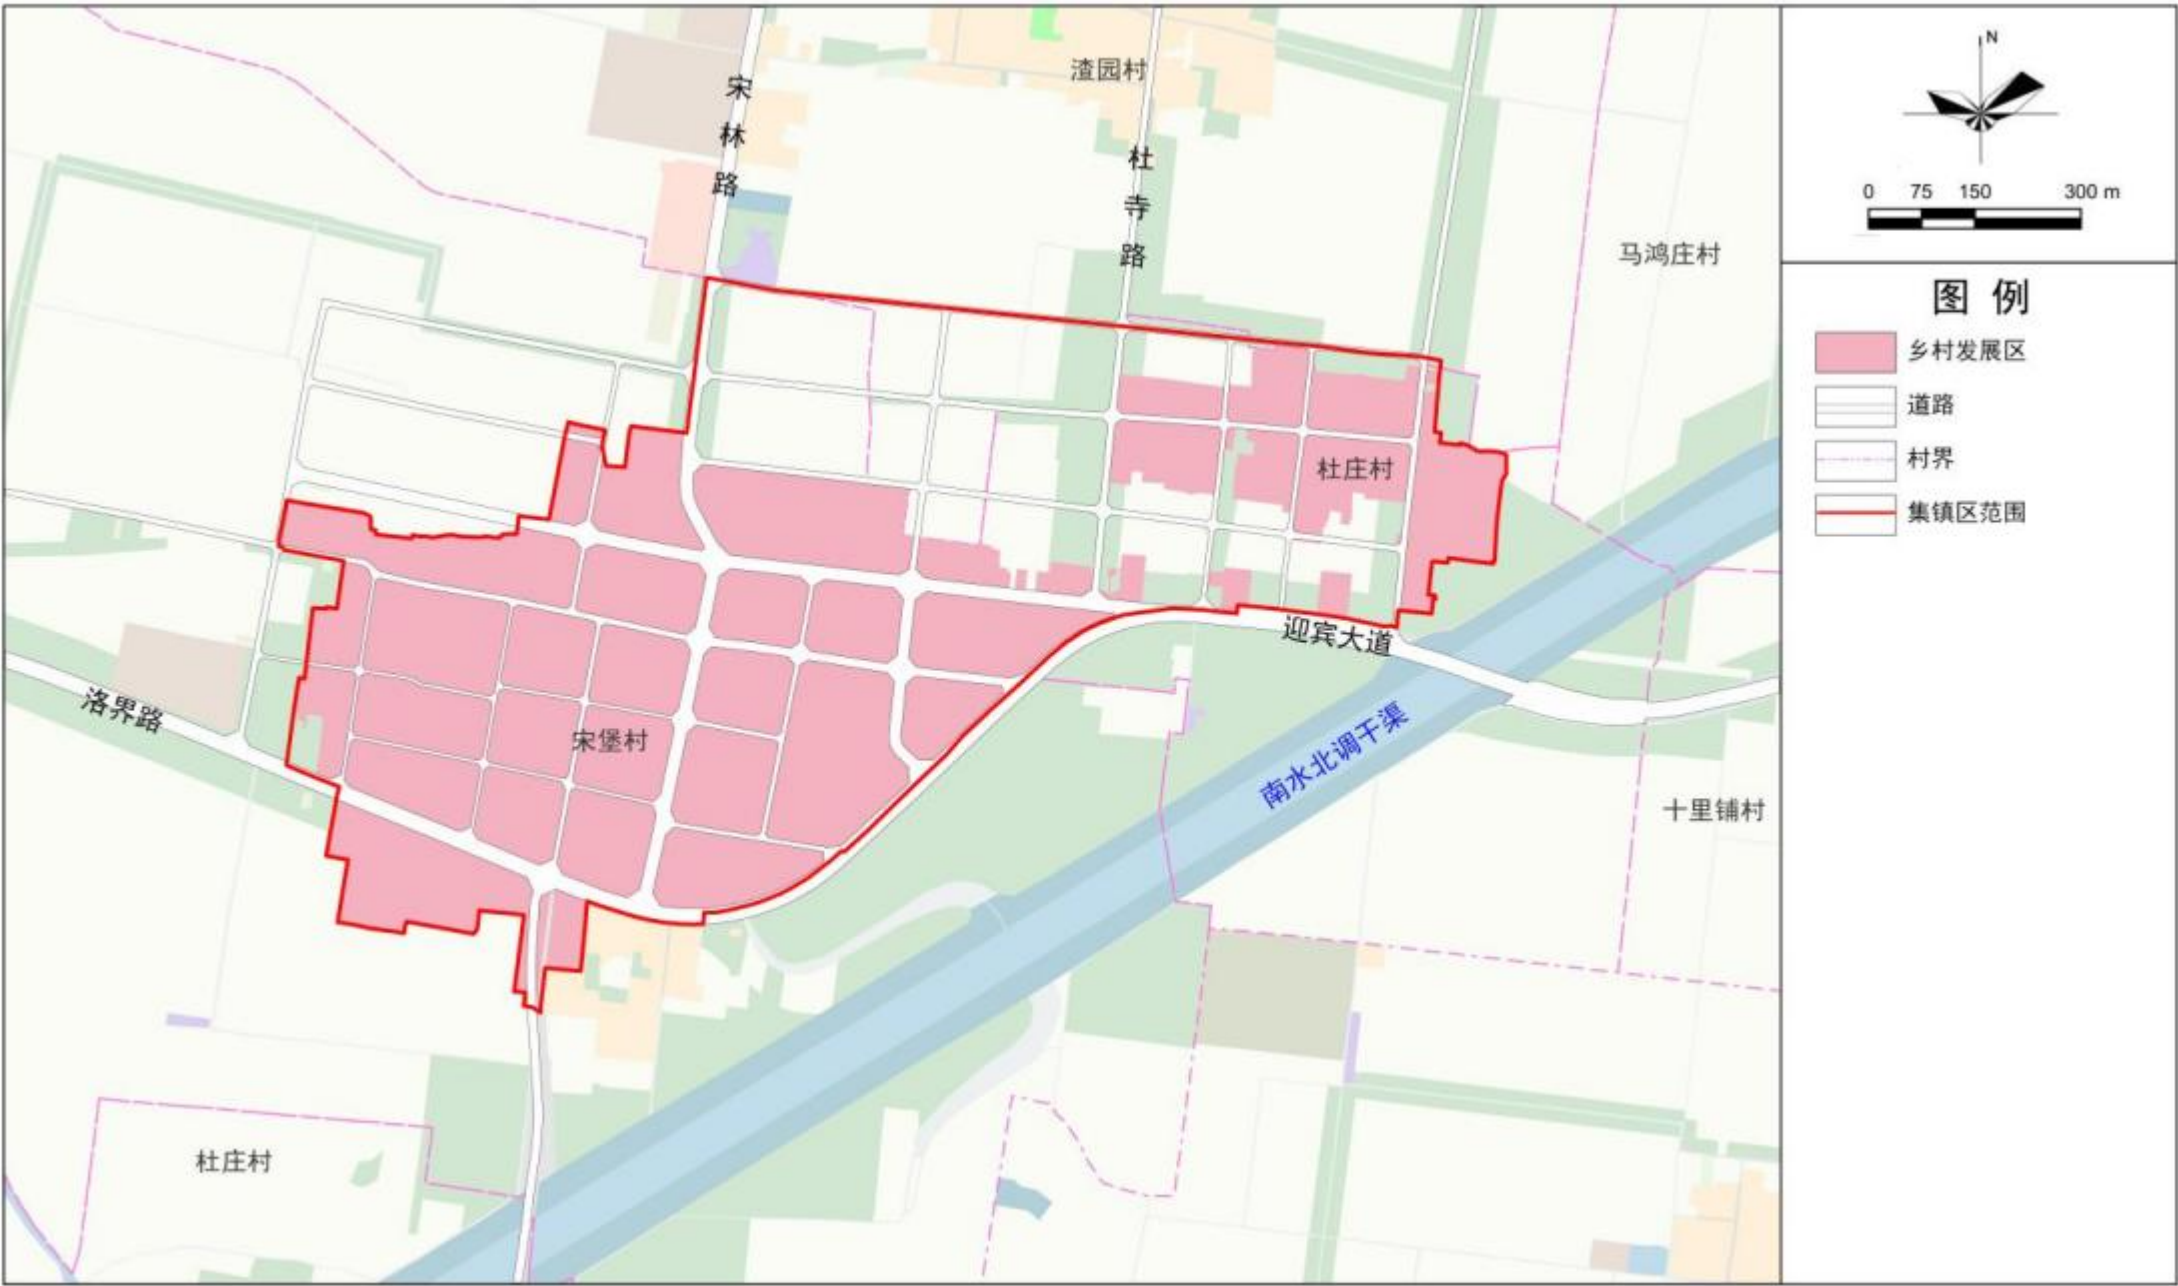 宋林路
渣园村
杜寺路
马鸿庄村
杜庄村
迎宾大道
洛界路
宋堡村
南水北调干渠
十里铺村
杜庄村
N
0 75 150 300 m
图 例
乡村发展区
道路
村界
集镇区范围